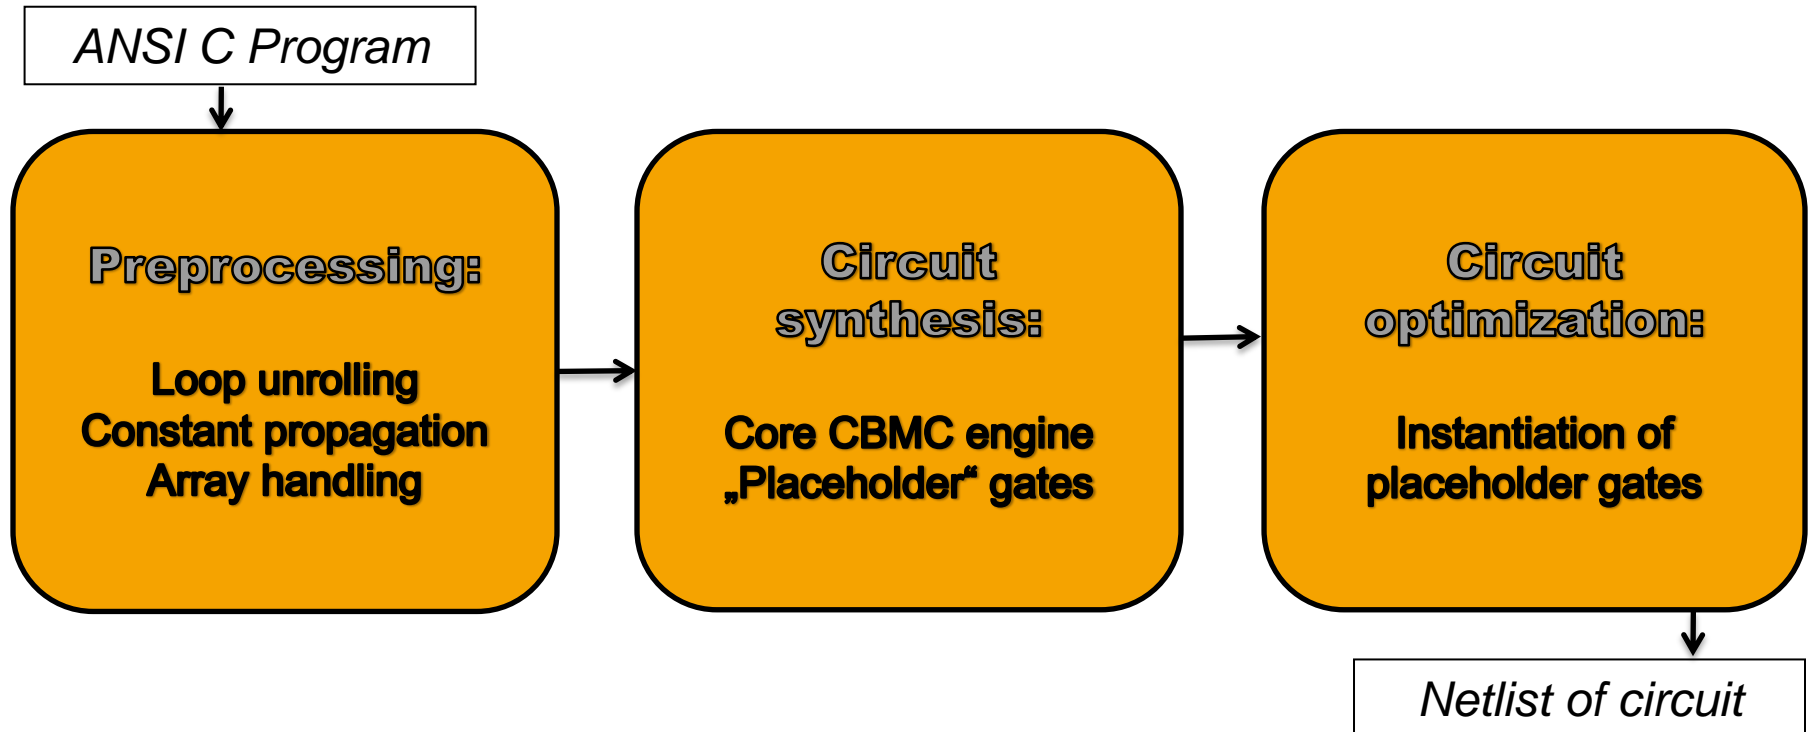 ANSI C Program
Preprocessing:
Loop unrolling
Constant propagation
Array handling
Circuit
synthesis:
Core CBMC engine
„Placeholder“ gates
Circuit
optimization:
Instantiation of
placeholder gates
Netlist of circuit